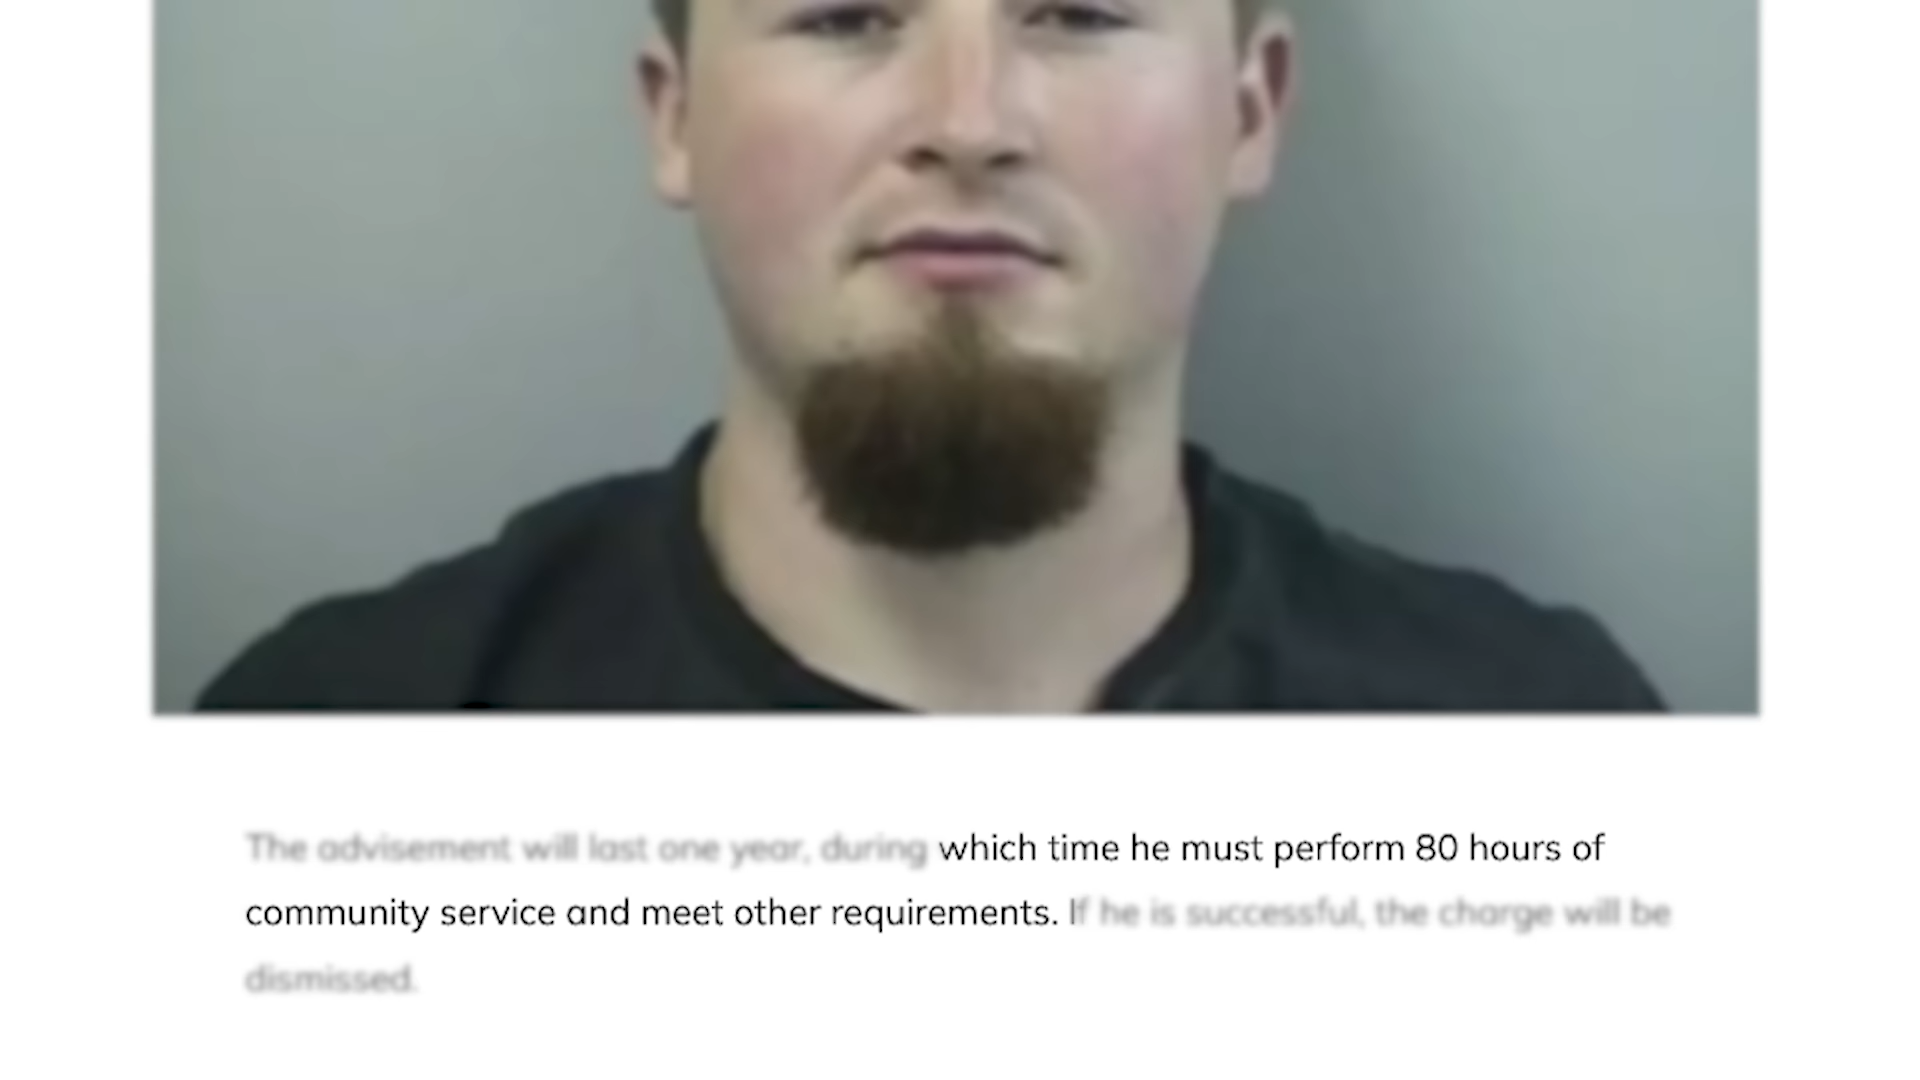 The advisement will last one year, during which time he must perform 80 hours of
community service and meet other requirements. If he is successful, the charge will be
dismissed.